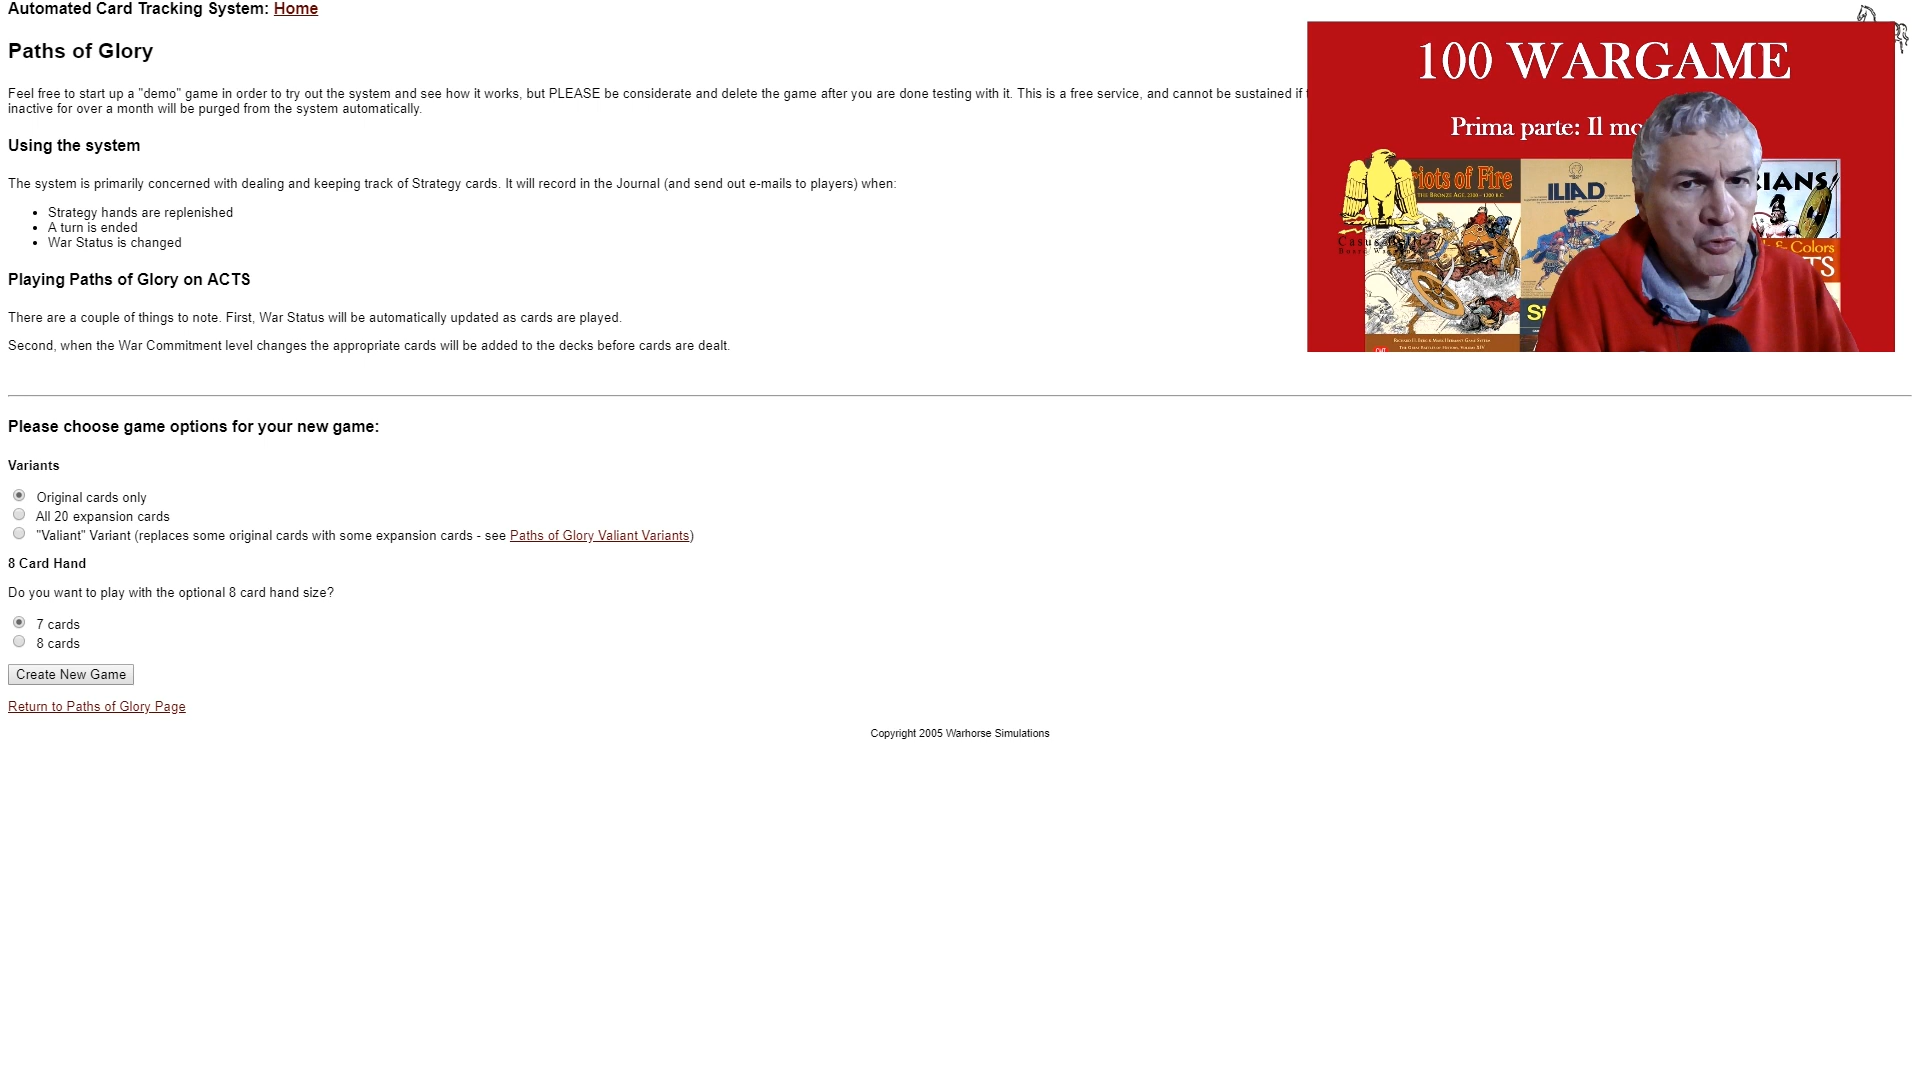 Automated Card Tracking System: Home
Paths of Glory
Feel free to start up a "demo" game in order to try out the system and see how it works, but PLEASE be considerate and delete the game after you are done testing with it. This is a free service, and cannot be sustained if
inactive for over a month will be purged from the system automatically.
Using the system
The system is primarily concerned with dealing and keeping track of Strategy cards. It will record in the Journal (and send out e-mails to players) when:
Strategy hands are replenished
A turn is ended
War Status is changed
Playing Paths of Glory on ACTS
There are a couple of things to note. First, War Status will be automatically updated as cards are played.
Second, when the War Commitment level changes the appropriate cards will be added to the decks before cards are dealt.
Please choose game options for your new game:
Variants
Original cards only
All 20 expansion cards
"Valiant" Variant (replaces some original cards with some expansion cards - see Paths of Glory Valiant Variants)
8 Card Hand
Do you want to play with the optional 8 card hand size?
7 cards
8 cards
Create New Game
Return to Paths of Glory Page
Copyright 2005 Warhorse Simulations
100 WARGAME
Prima parte: Il mo
riots of Fire
ILIAD
RIANS
& Colors